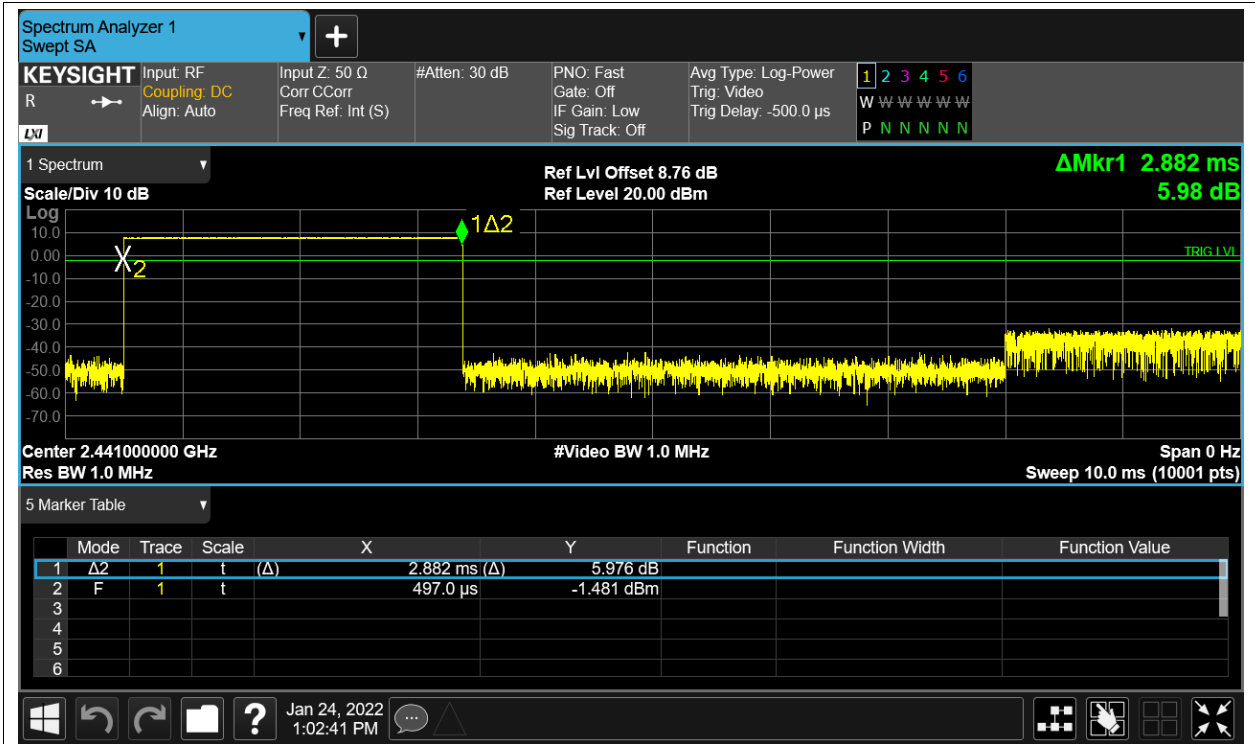 Spectrum Analyzer 1
Swept SA
+
KEYSIGHT Input: RF Input Z: 50 Ω #Atten: 30 dB PNO: Fast Avg Type: Log-Power 1 2 3 4 5 6
R Coupling: DC Corr CCorr Gate: Off Trig: Video W W W W W W
Align: Auto Freq Ref: Int (S) IF Gain: Low Trig Delay: -500.0 µs
LXI Sig Track: Off P N N N N N
1 Spectrum Ref Lvl Offset 8.76 dB ΔMkr1 2.882 ms
Scale/Div 10 dB Ref Level 20.00 dBm 5.98 dB
Log
1Δ2
10.0
0.00 TRIG LVL
X2
-10.0
-20.0
-30.0
-40.0
-50.0
-60.0
-70.0
Center 2.441000000 GHz #Video BW 1.0 MHz Span 0 Hz
Res BW 1.0 MHz Sweep 10.0 ms (10001 pts)
5 Marker Table
Mode Trace Scale X Y Function Function Width Function Value
1 Δ2 1 t (Δ) 2.882 ms (Δ) 5.976 dB
2 F 1 t 497.0 µs -1.481 dBm
3
4
5
6
? Jan 24, 2022
1:02:41 PM